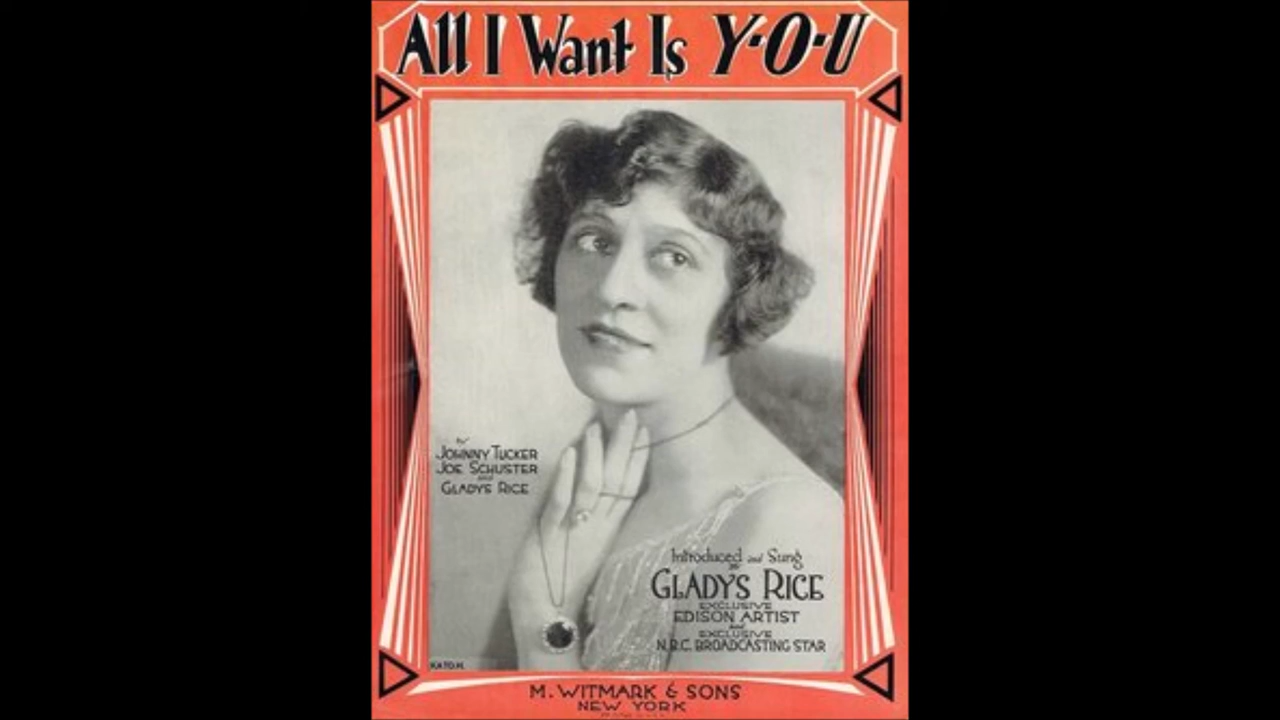 All I Want Is Y-O-U
by
JOHNNY TUCKER
JOE SCHUSTER
and
GLADYS RICE
Introduced and Sung
by
GLADYS RICE
EXCLUSIVE
EDISON ARTIST
and
EXCLUSIVE
N.B.C. BROADCASTING STAR
KATO.H.
M. WITMARK & SONS
NEW YORK